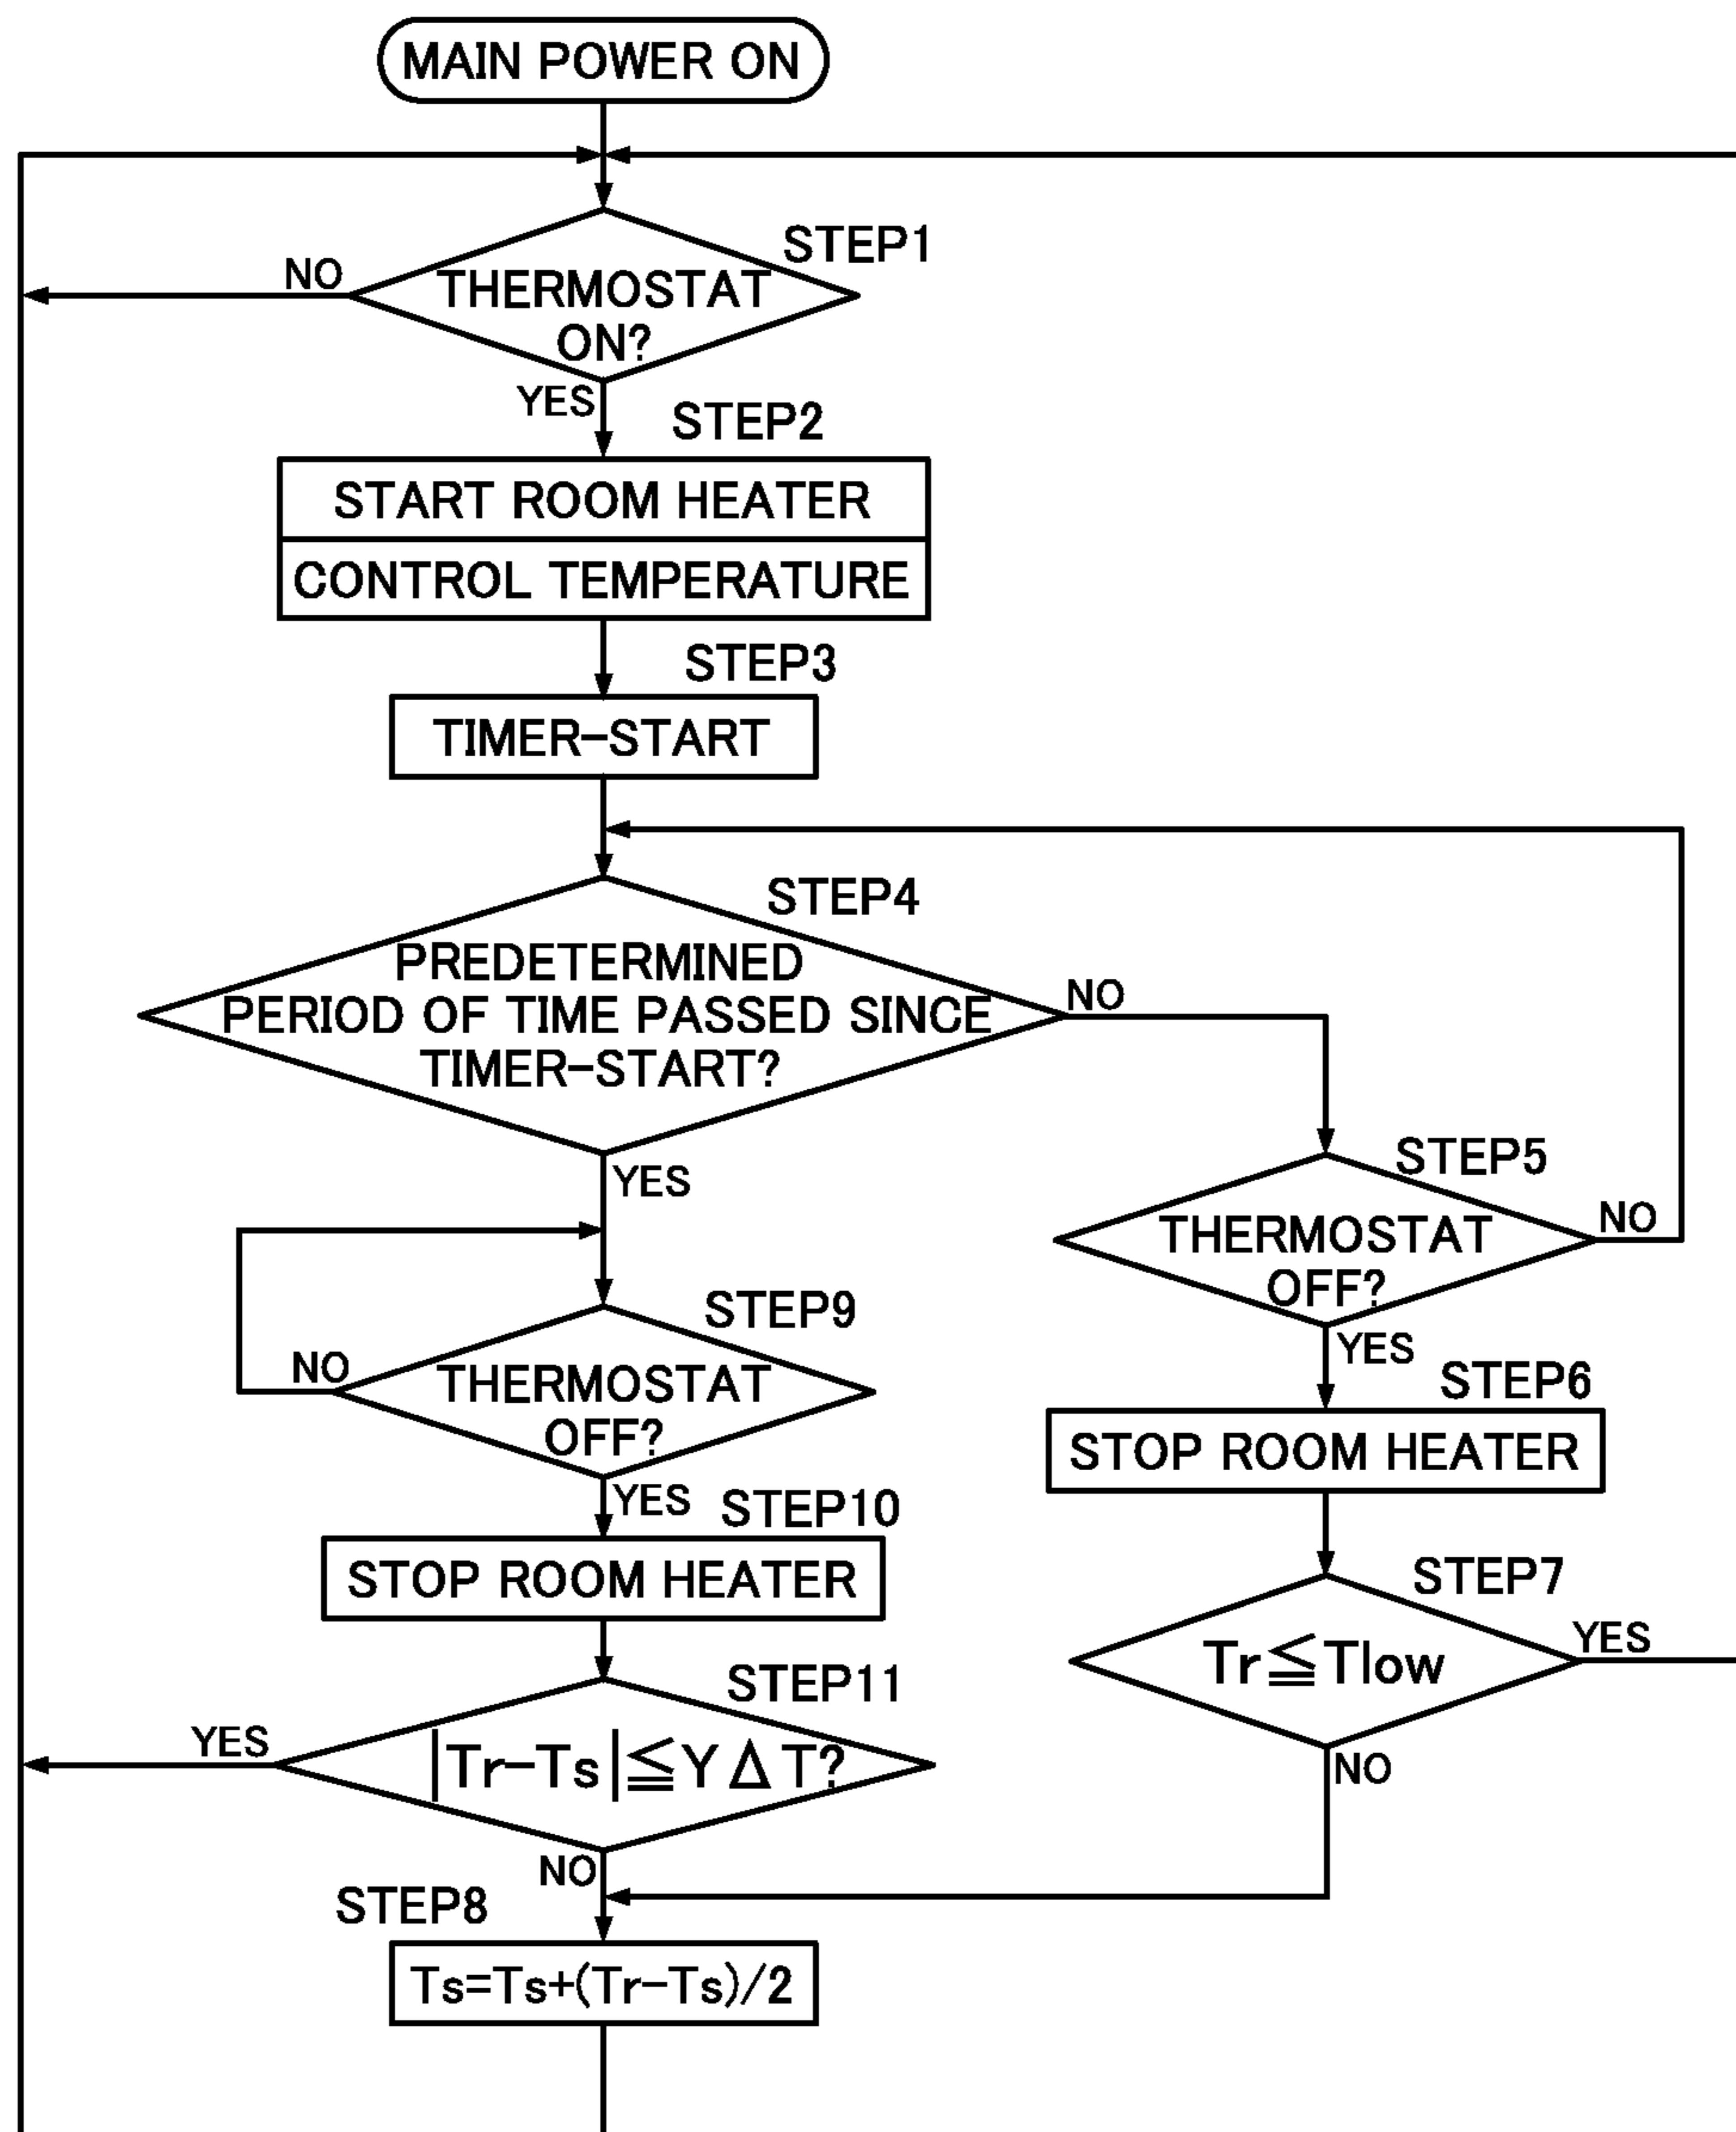 MAIN POWER ON
STEP1
NO
THERMOSTAT
ON?
YES
STEP2
START ROOM HEATER
CONTROL TEMPERATURE
STEP3
TIMER-START
STEP4
PREDETERMINED
PERIOD OF TIME PASSED SINCE
TIMER-START?
NO
YES
STEP5
THERMOSTAT
OFF?
NO
YES
STEP6
STOP ROOM HEATER
STEP7
Tr≦Tlow
YES
NO
STEP9
NO
THERMOSTAT
OFF?
YES
STEP10
STOP ROOM HEATER
STEP11
YES
|Tr-Ts|≦YΔT?
NO
STEP8
Ts=Ts+(Tr-Ts)/2